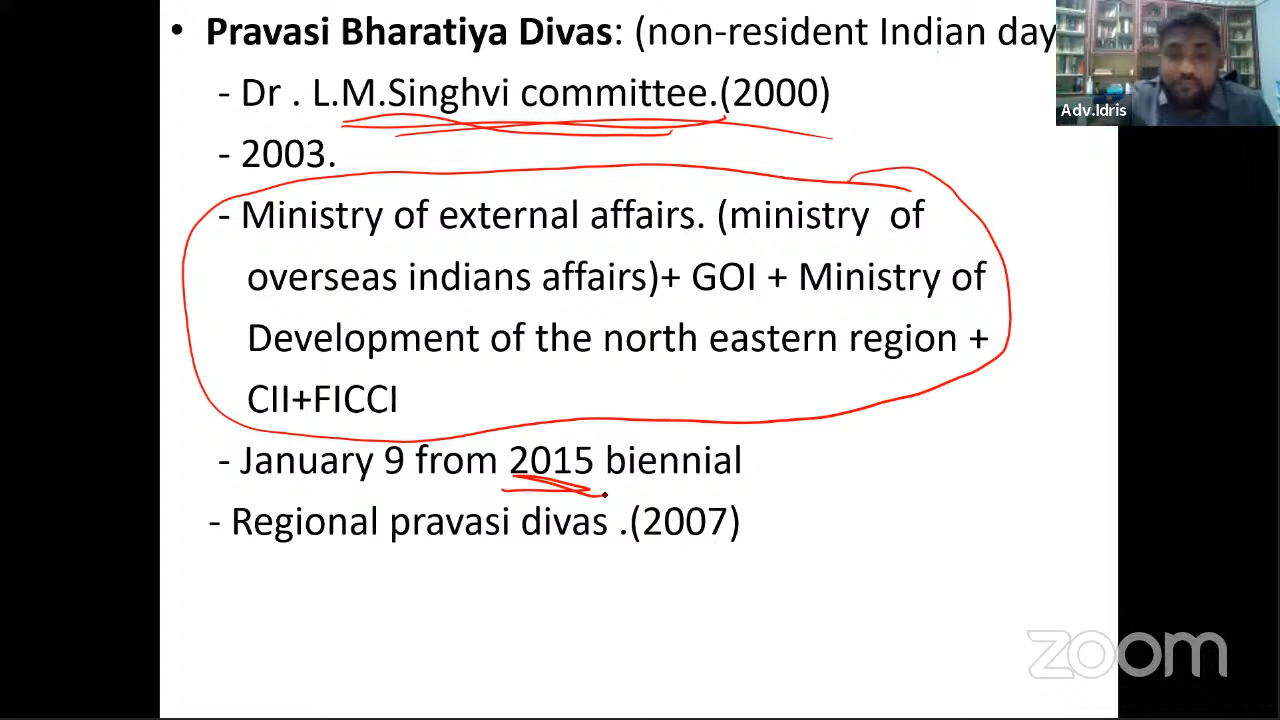 • Pravasi Bharatiya Divas: (non-resident Indian day
Adv.Idris
- Dr . L.M.Singhvi committee.(2000)
- 2003.
- Ministry of external affairs. (ministry of
overseas indians affairs)+ GOI + Ministry of
Development of the north eastern region +
CII+FICCI
- January 9 from 2015 biennial
- Regional pravasi divas .(2007)
zoom